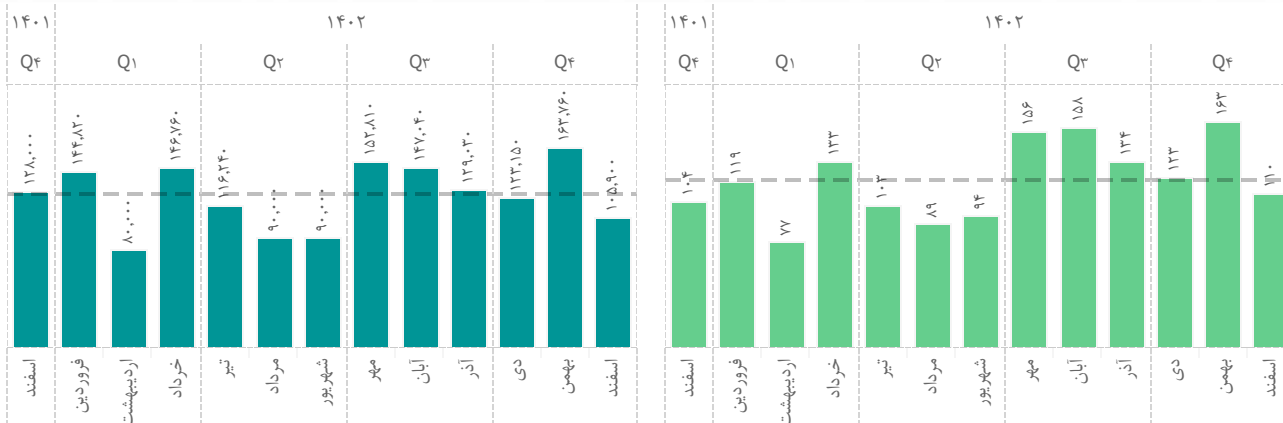 ۱۴۰۱ ۱۴۰۲
Q۴ Q۱ Q۲ Q۳ Q۴
۱۲۸,۰۰۰ ۱۴۴,۸۲۰ ۸۰,۰۰۰ ۱۴۶,۷۶۰ ۱۱۶,۲۴۰ ۹۰,۰۰۰ ۹۰,۰۰۰ ۱۵۲,۸۱۰ ۱۴۷,۰۴۰ ۱۲۹,۰۳۰ ۱۲۳,۱۵۰ ۱۶۳,۷۶۰ ۱۰۵,۹۰۰
اسفند فروردین اردیبهشت خرداد تیر مرداد شهریور مهر آبان آذر دی بهمن اسفند
۱۴۰۱ ۱۴۰۲
Q۴ Q۱ Q۲ Q۳ Q۴
۱۰۴ ۱۱۹ ۷۷ ۱۳۳ ۱۰۳ ۸۹ ۹۴ ۱۵۶ ۱۵۸ ۱۳۴ ۱۲۳ ۱۶۳ ۱۱۰
اسفند فروردین اردیبهشت خرداد تیر مرداد شهریور مهر آبان آذر دی بهمن اسفند